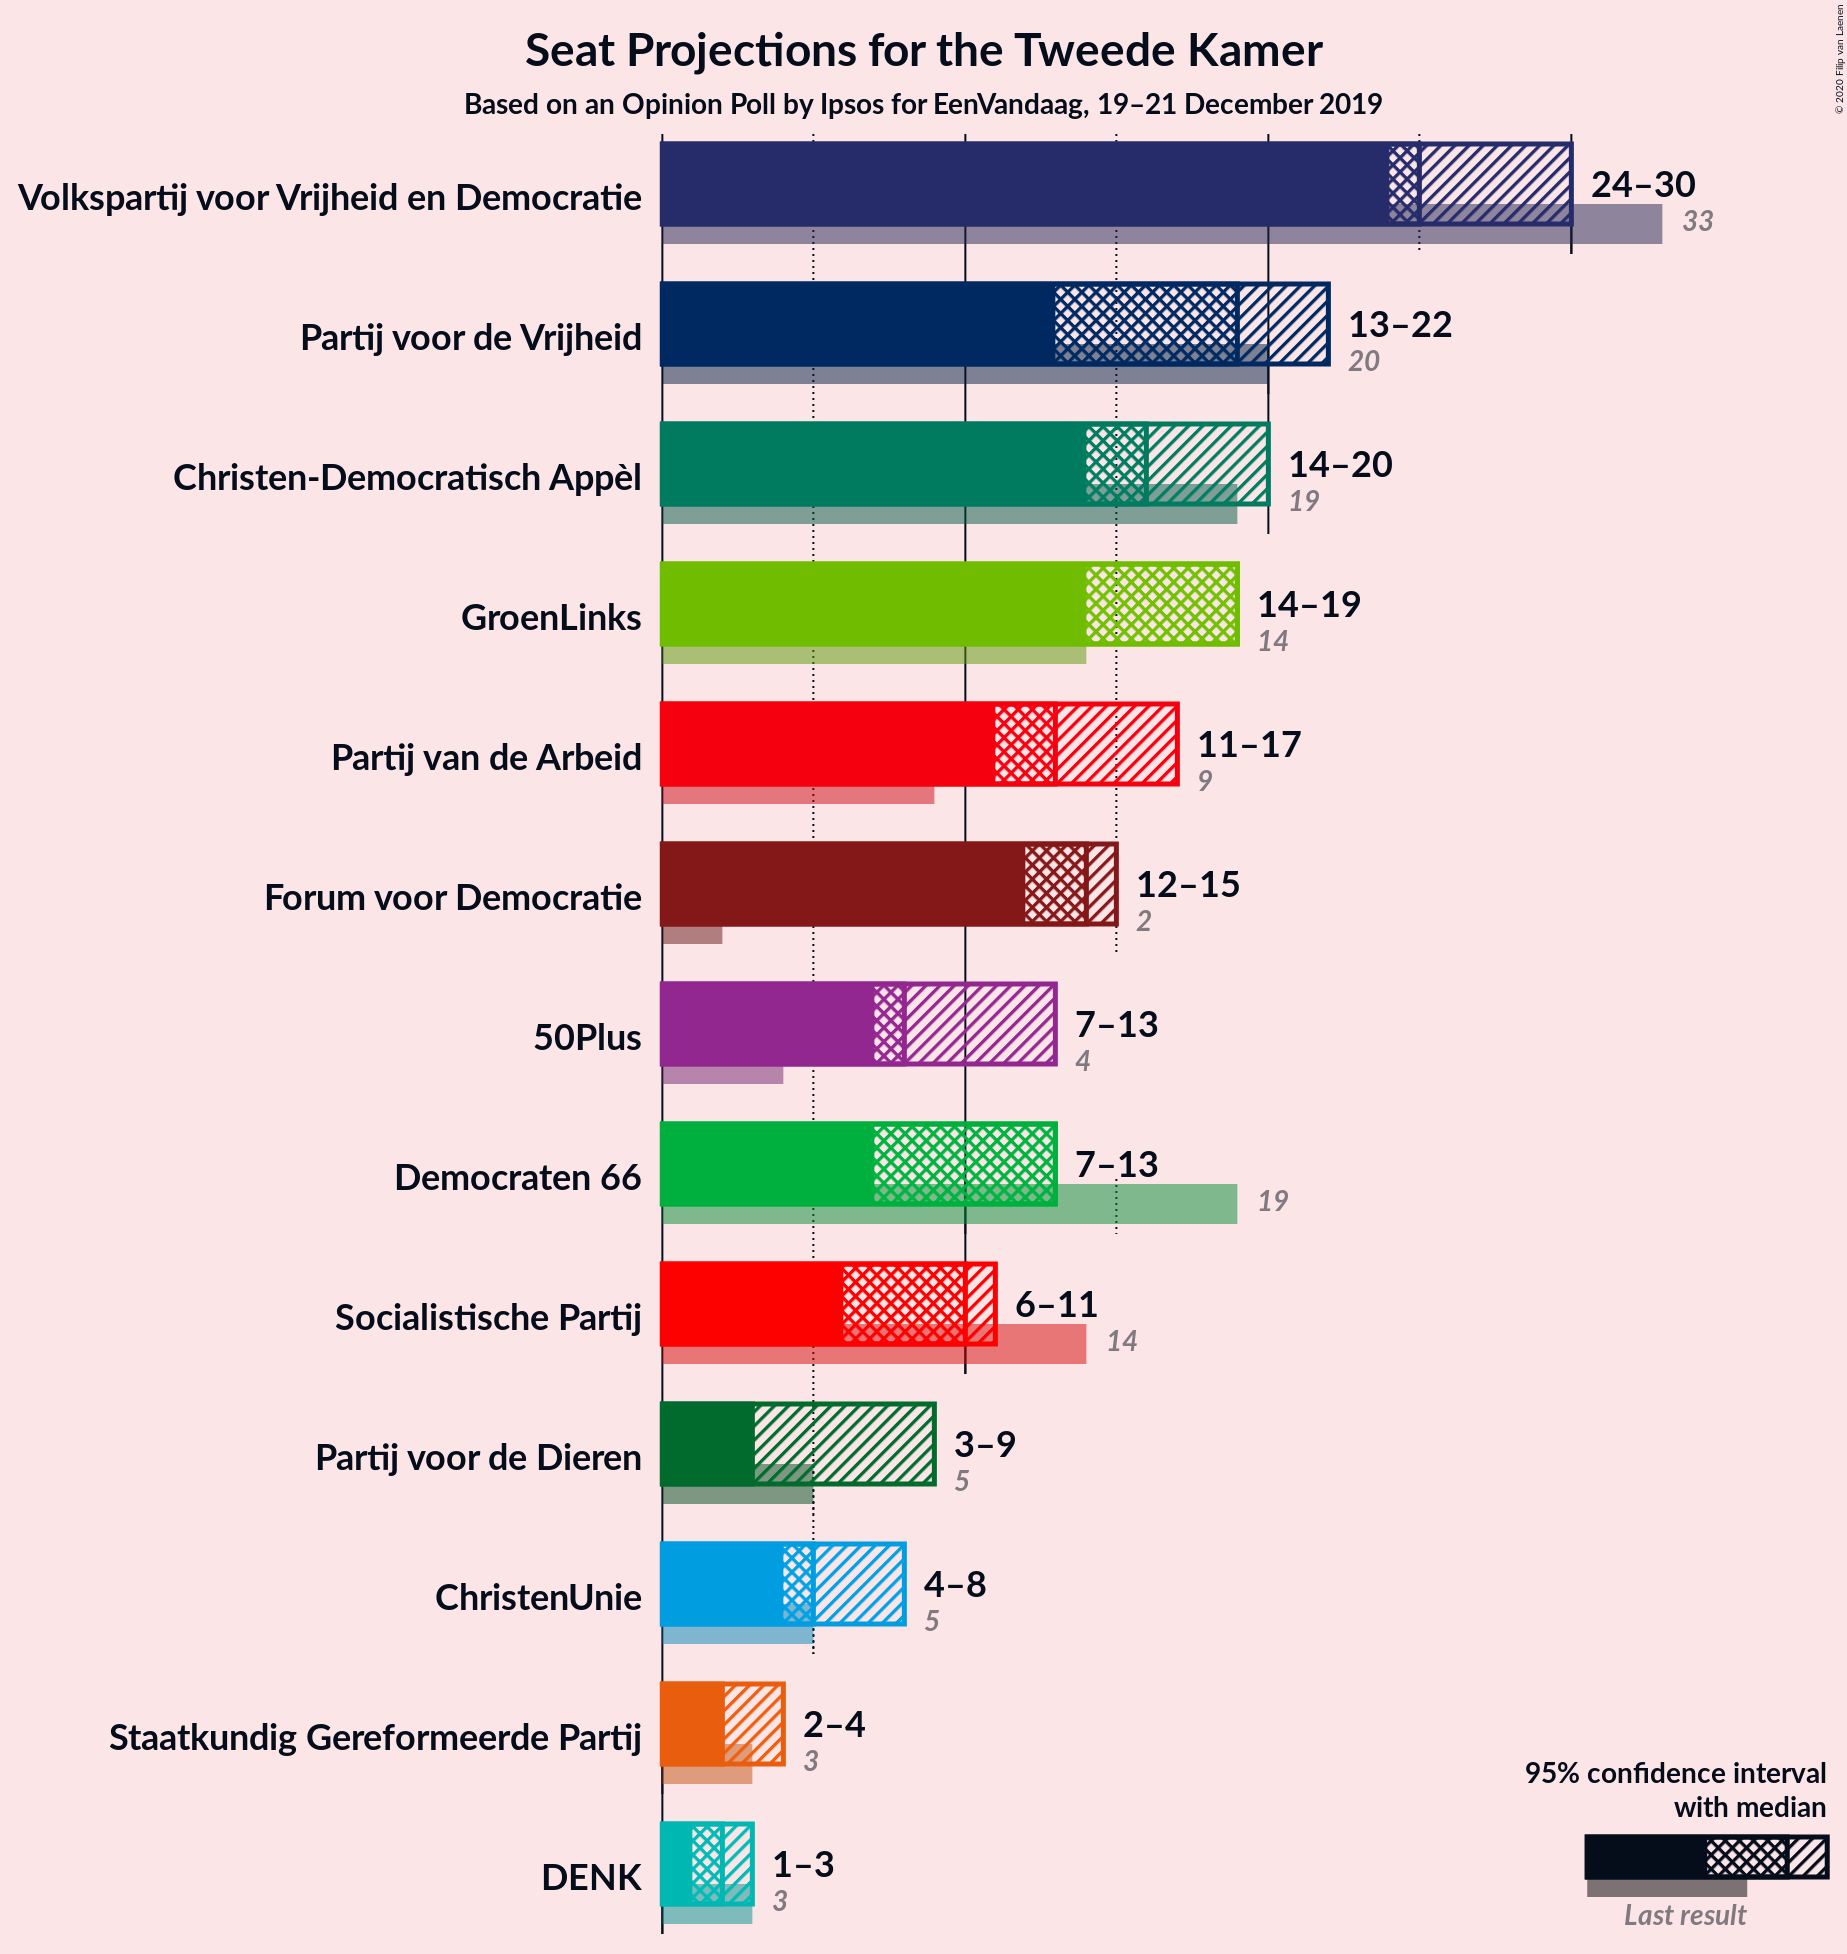 Seat Projections for the Tweede Kamer
Based on an Opinion Poll by Ipsos for EenVandaag, 19–21 December 2019
© 2020 Filip van Laenen
Volkspartij voor Vrijheid en Democratie
24–30
33
Partij voor de Vrijheid
13–22
20
Christen-Democratisch Appèl
14–20
19
GroenLinks
14–19
14
Partij van de Arbeid
11–17
9
Forum voor Democratie
12–15
2
50Plus
7–13
4
Democraten 66
7–13
19
Socialistische Partij
6–11
14
Partij voor de Dieren
3–9
5
ChristenUnie
4–8
5
Staatkundig Gereformeerde Partij
2–4
3
DENK
1–3
3
95% confidence interval
with median
Last result